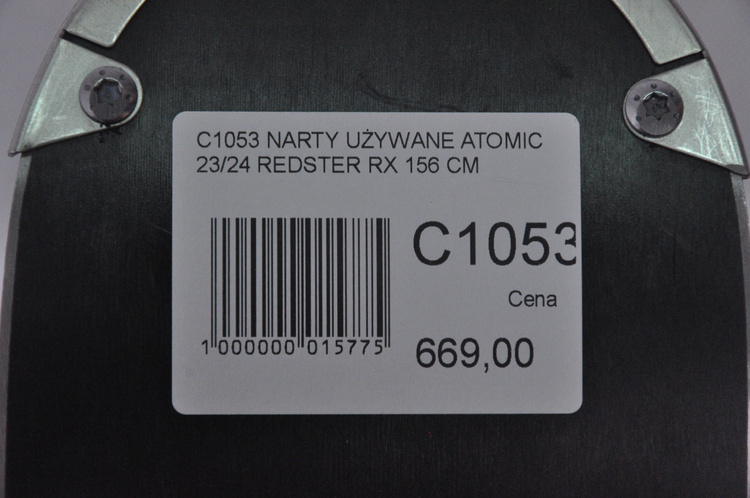 C1053 NARTY UŻYWANE ATOMIC
23/24 REDSTER RX 156 CM
C1053
Cena
1 000000 015775
669,00